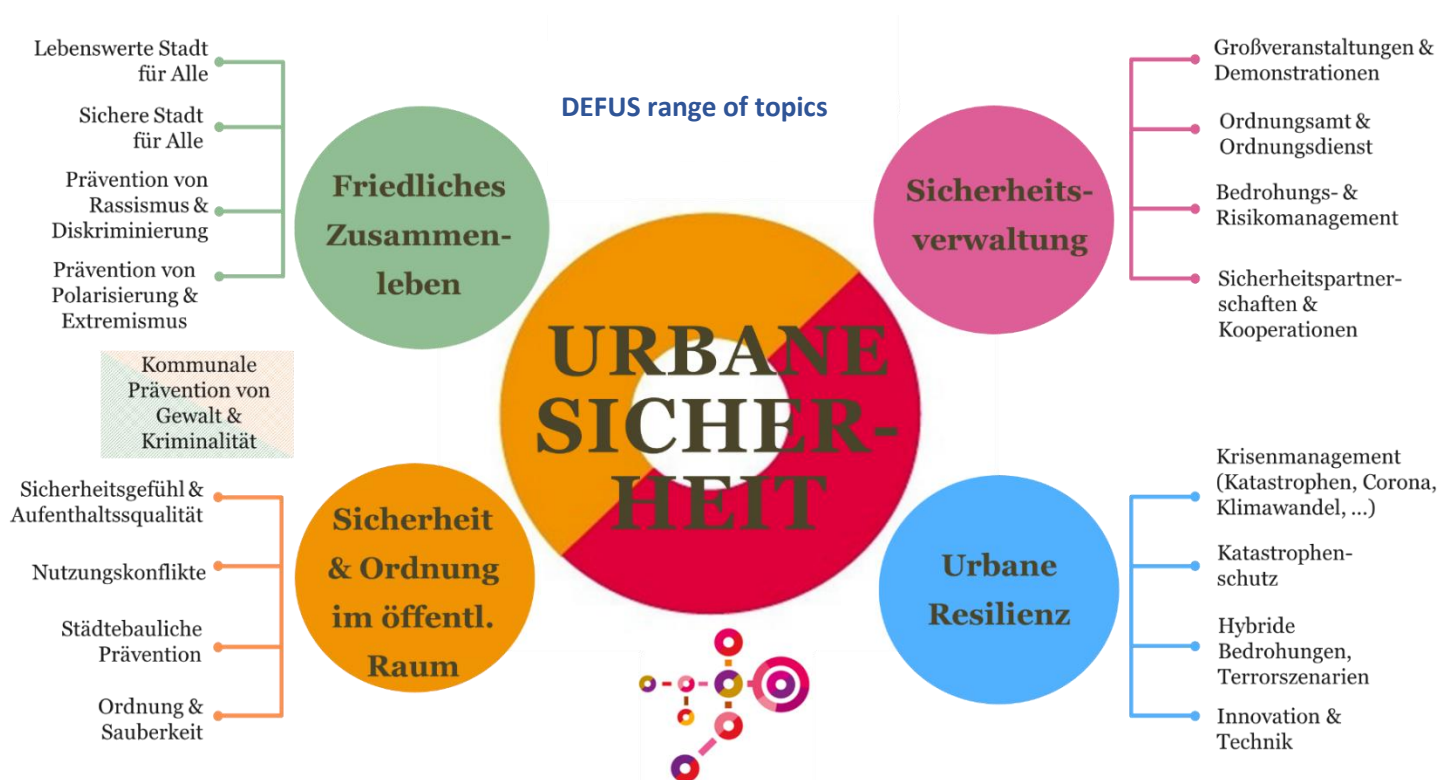 DEFUS range of topics
Lebenswerte Stadt
für Alle
Sichere Stadt
für Alle
Prävention von
Rassismus &
Diskriminierung
Prävention von
Polarisierung &
Extremismus
Friedliches
Zusammen-
leben
Kommunale
Prävention von
Gewalt &
Kriminalität
Sicherheitsgefühl &
Aufenthaltssqualität
Nutzungskonflikte
Städtebauliche
Prävention
Ordnung &
Sauberkeit
Sicherheit
& Ordnung
im öffentl.
Raum
URBANE
SICHER-
HEIT
Sicherheits-
verwaltung
Großveranstaltungen &
Demonstrationen
Ordnungsamt &
Ordnungsdienst
Bedrohungs- &
Risikomanagement
Sicherheitspartner-
schaften &
Kooperationen
Urbane
Resilienz
Krisenmanagement
(Katastrophen, Corona,
Klimawandel, ...)
Katastrophen-
schutz
Hybride
Bedrohungen,
Terrorszenarien
Innovation &
Technik